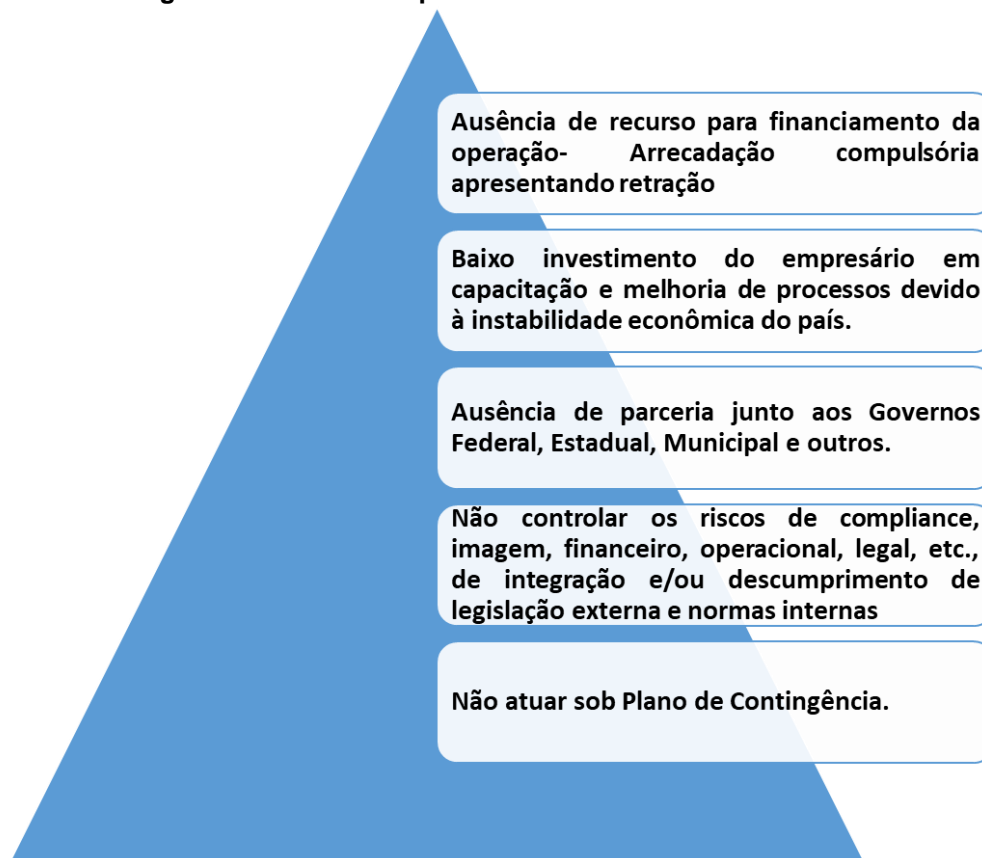 Ausência de recurso para financiamento da
operação- Arrecadação compulsória
apresentando retração
Baixo investimento do empresário em
capacitação e melhoria de processos devido
à instabilidade econômica do país.
Ausência de parceria junto aos Governos
Federal, Estadual, Municipal e outros.
Não controlar os riscos de compliance,
imagem, financeiro, operacional, legal, etc.,
de integração e/ou descumprimento de
legislação externa e normas internas
Não atuar sob Plano de Contingência.